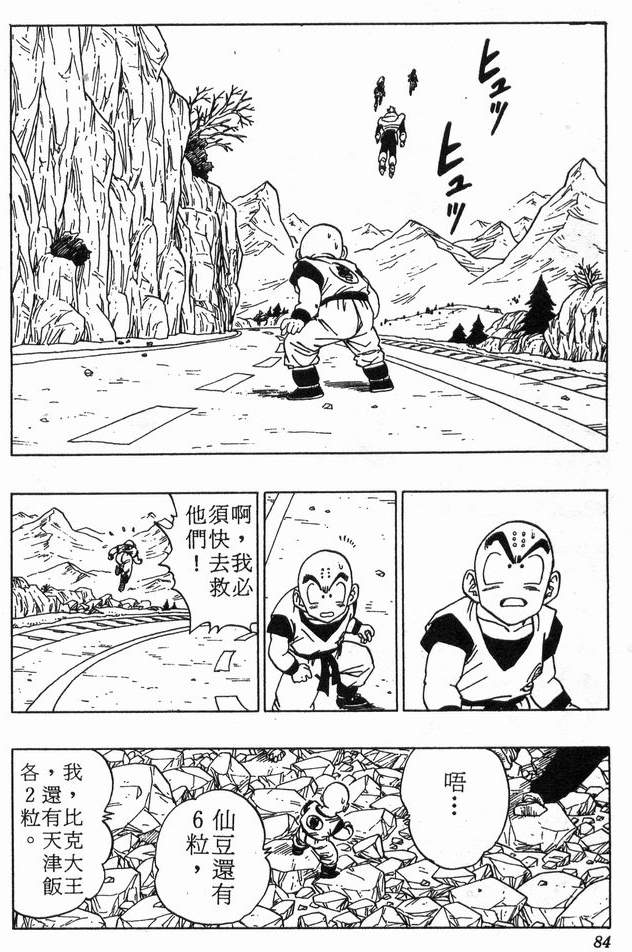 ヒュッ
ヒュッ
啊，我必
須快去救
他們！
唔…
仙豆還有
6粒，
我，比克大王
，還有天津飯
各2粒。
84